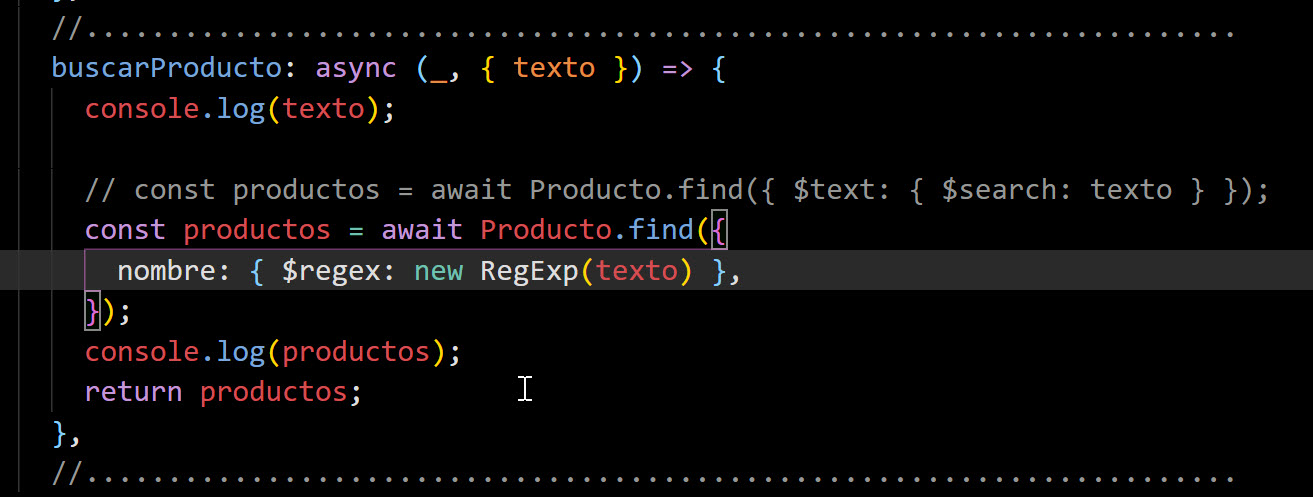 //......................................................................
buscarProducto: async (_, { texto }) => {
console.log(texto);
// const productos = await Producto.find({ $text: { $search: texto } });
const productos = await Producto.find({
nombre: { $regex: new RegExp(texto) },
});
console.log(productos);
return productos;
},
//......................................................................